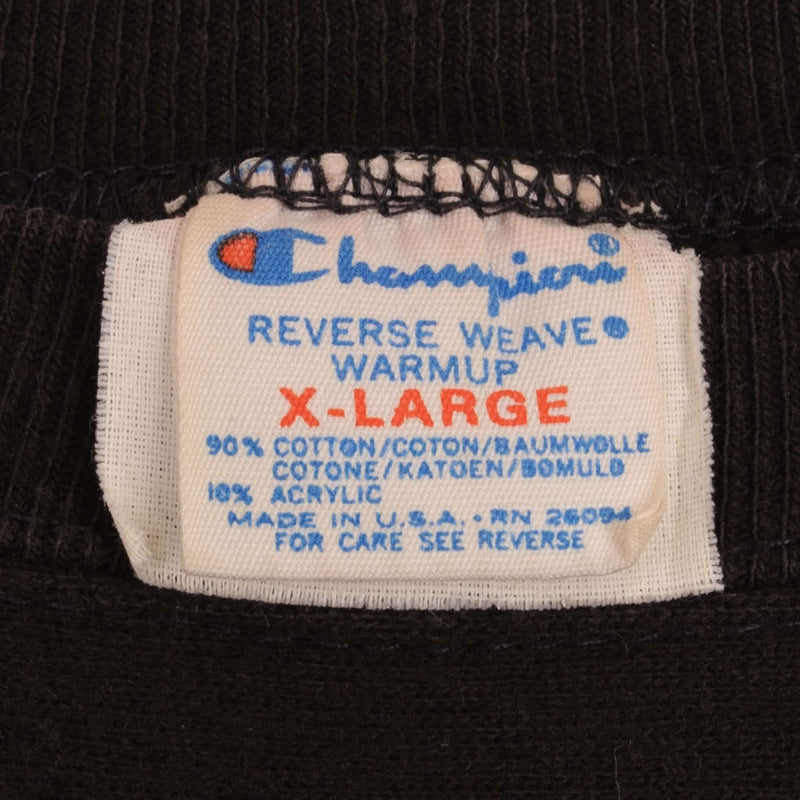 Champion
REVERSE WEAVE
WARMUP
X-LARGE
90% COTTON/COTON/BAUMWOLLE
COTONE/KATOEN/BOMULD
10% ACRYLIC
MADE IN U.S.A. • RN 26094
FOR CARE SEE REVERSE